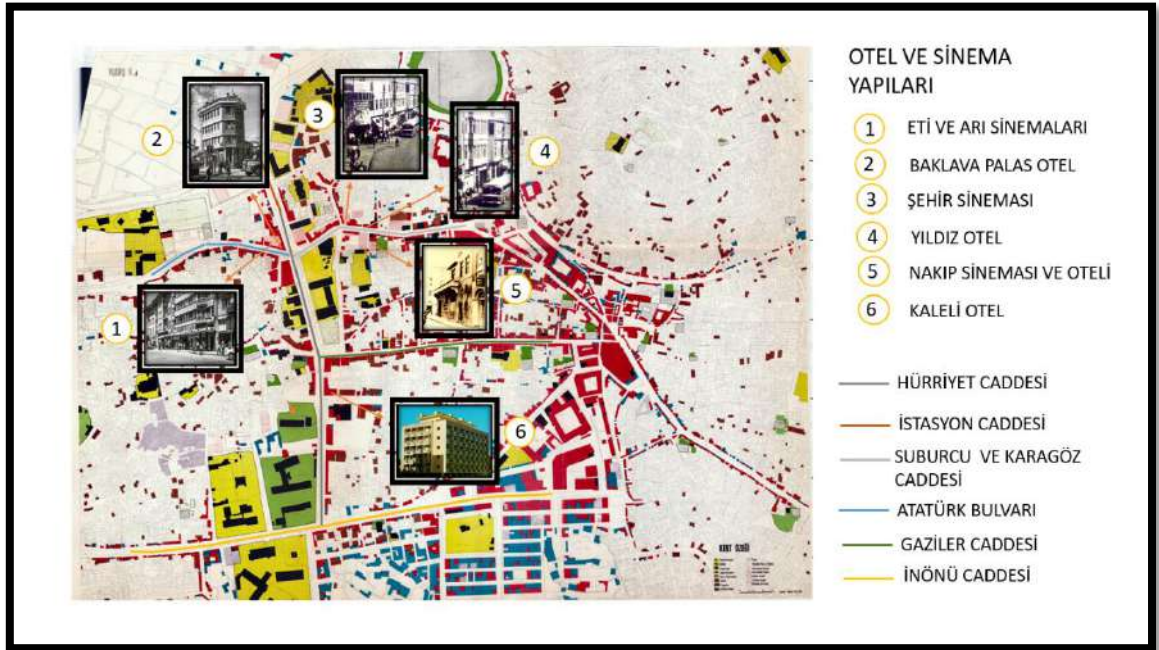 OTEL VE SİNEMA
YAPILARI
1 ETİ VE ARI SİNEMALARI
2 BAKLAVA PALAS OTEL
3 ŞEHİR SİNEMASI
4 YILDIZ OTEL
5 NAKIP SİNEMASI VE OTELİ
6 KALELİ OTEL
HÜRRİYET CADDESİ
İSTASYON CADDESİ
SUBURCU VE KARAGÖZ
CADDESİ
ATATÜRK BULVARI
GAZİLER CADDESİ
İNÖNÜ CADDESİ
2
3
4
5
1
6
KENT ÖZEĞİ